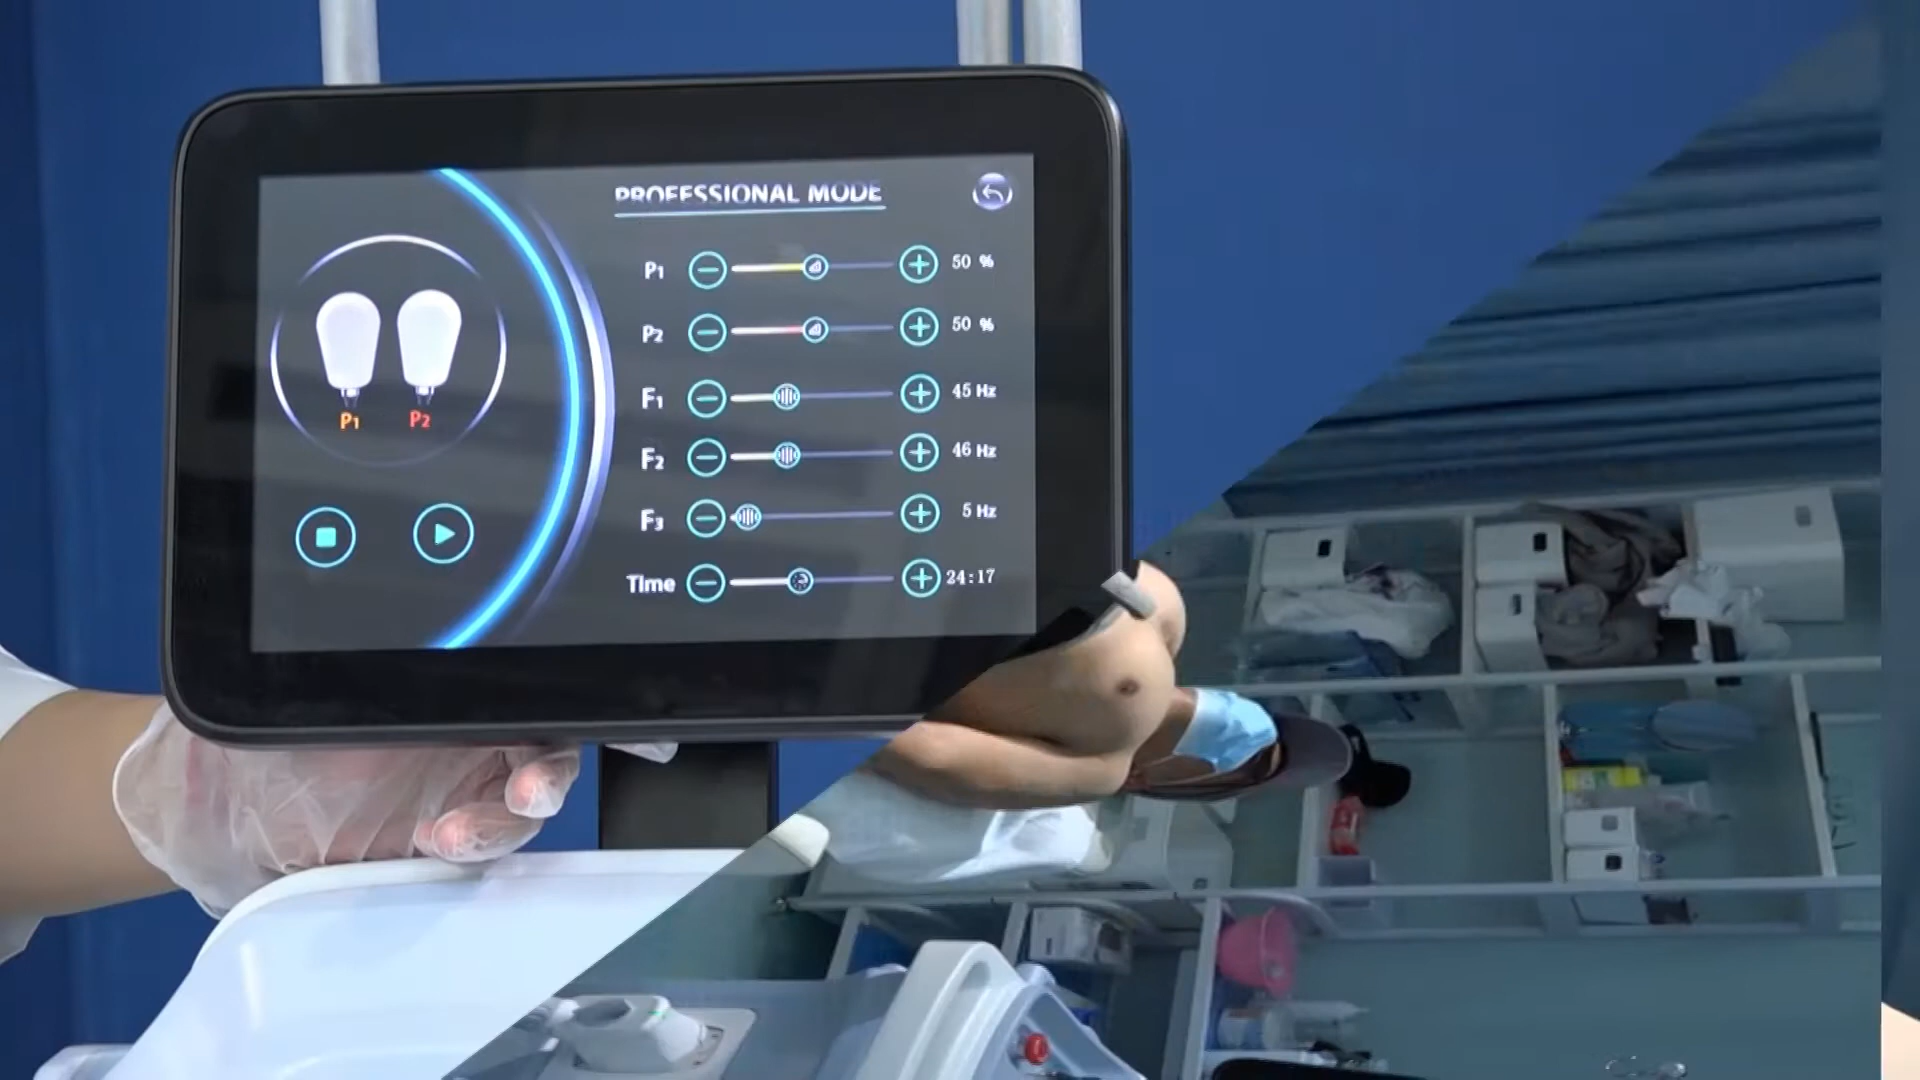 PROFESSIONAL MODE
P1 50 %
P2 50 %
F1 45 Hz
F2 46 Hz
F3 5 Hz
Time 24:17
P1 P2